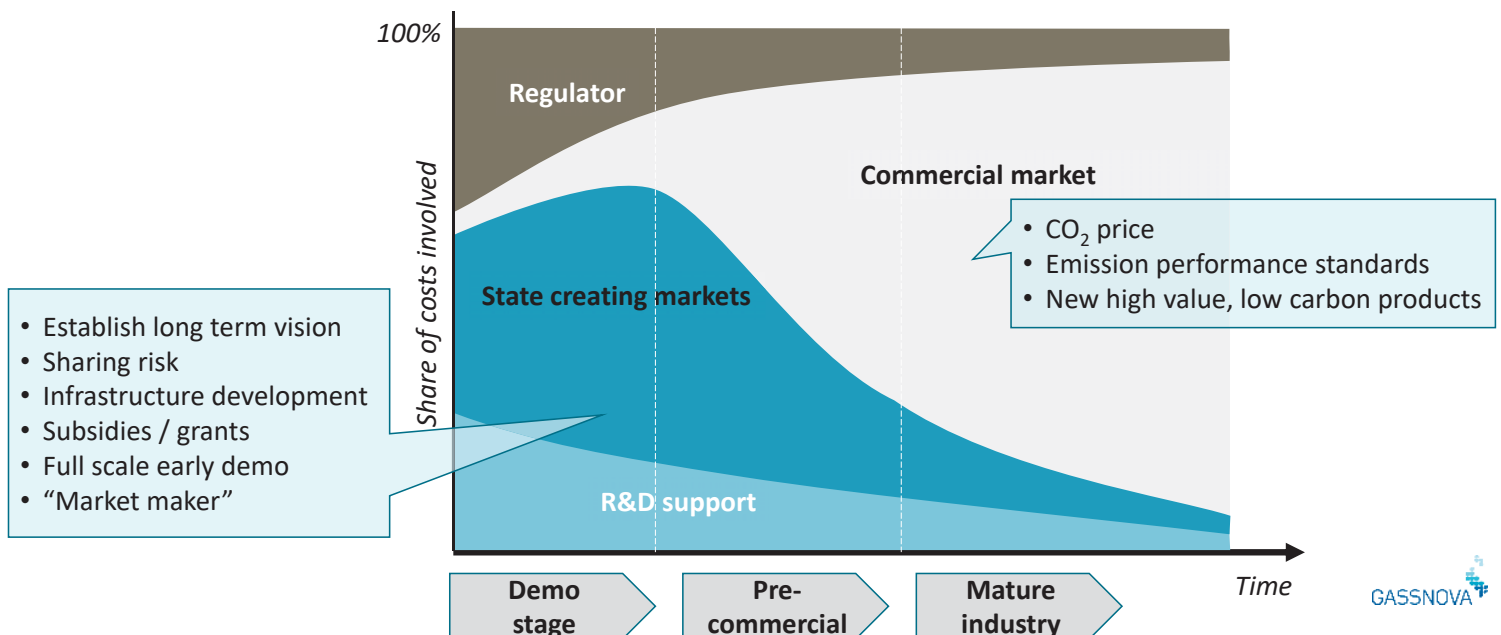 100%
Regulator
Share of costs involved
Commercial market
• CO₂ price
• Emission performance standards
• New high value, low carbon products
State creating markets
• Establish long term vision
• Sharing risk
• Infrastructure development
• Subsidies / grants
• Full scale early demo
• “Market maker”
R&D support
Demo
stage
Pre-
commercial
Mature
industry
Time
GASSNOVA